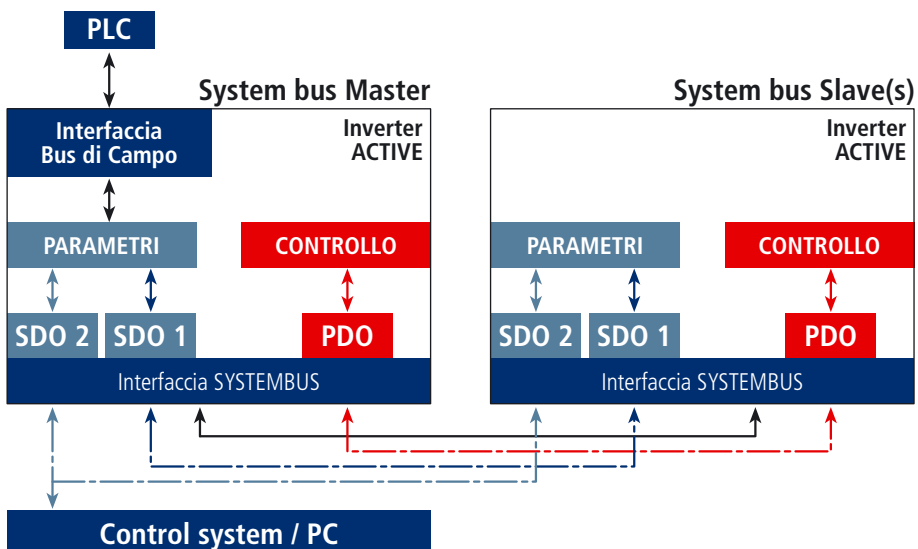 PLC
System bus Master
System bus Slave(s)
Interfaccia
Bus di Campo
Inverter
ACTIVE
Inverter
ACTIVE
PARAMETRI
CONTROLLO
PARAMETRI
CONTROLLO
SDO 2
SDO 1
PDO
SDO 2
SDO 1
PDO
Interfaccia SYSTEMBUS
Interfaccia SYSTEMBUS
Control system / PC